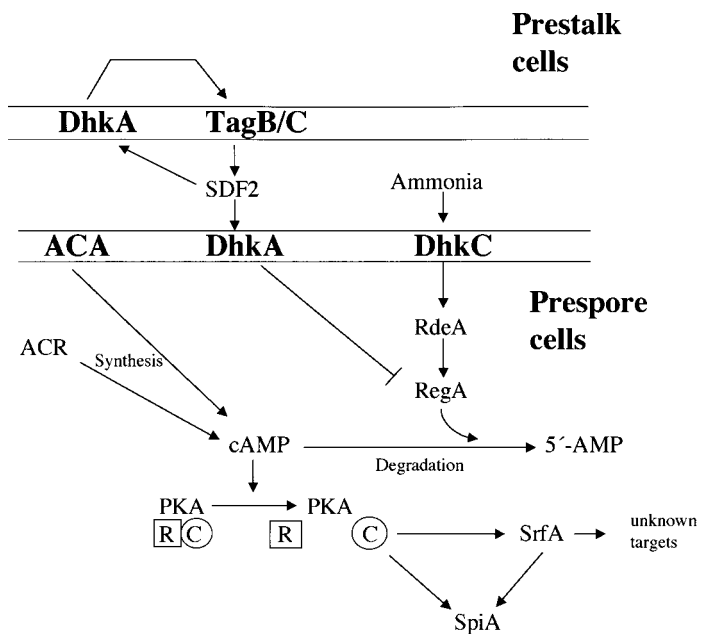 Prestalk
cells
DhkA TagB/C
SDF2 Ammonia
ACA DhkA DhkC
Prespore
cells
RdeA
ACR Synthesis
RegA
cAMP 5´-AMP
Degradation
PKA PKA
R C R C SrfA unknown
targets
SpiA